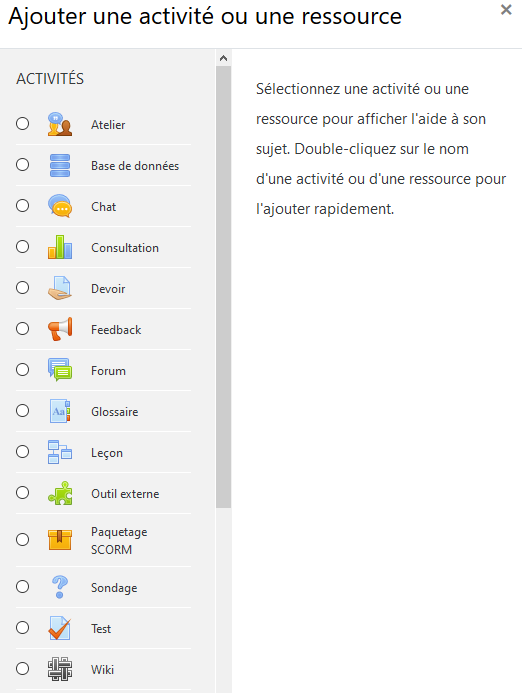 Ajouter une activité ou une ressource
×
ACTIVITÉS
Atelier
Base de données
Chat
Consultation
Devoir
Feedback
Forum
Aa
Glossaire
Leçon
Outil externe
Paquetage
SCORM
Sondage
Test
Wiki
Sélectionnez une activité ou une
ressource pour afficher l'aide à son
sujet. Double-cliquez sur le nom
d'une activité ou d'une ressource pour
l'ajouter rapidement.